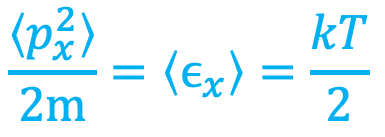 ⟨p_x^2⟩/2m = ⟨ϵ_x⟩ = kT/2